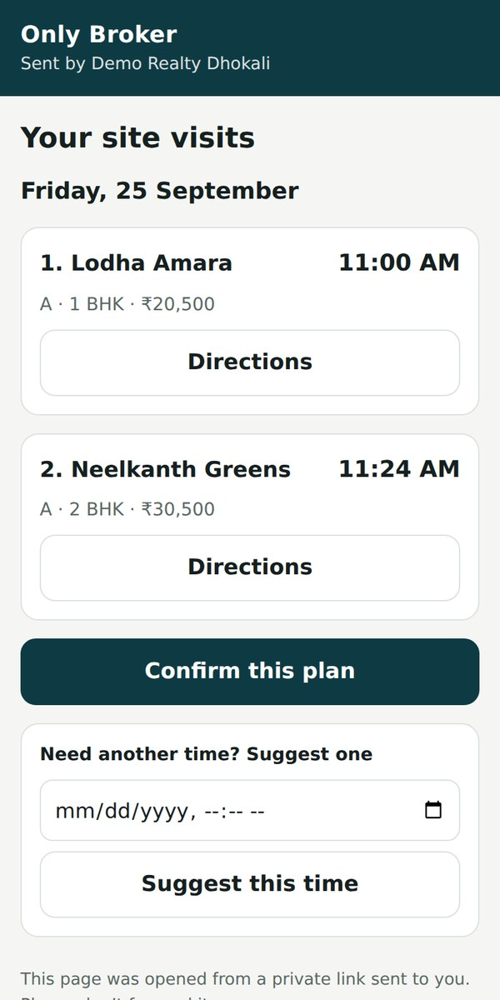 Only Broker
Sent by Demo Realty Dhokali
Your site visits
Friday, 25 September
1. Lodha Amara 11:00 AM
A · 1 BHK · ₹20,500
Directions
2. Neelkanth Greens 11:24 AM
A · 2 BHK · ₹30,500
Directions
Confirm this plan
Need another time? Suggest one
mm/dd/yyyy, --:-- --
Suggest this time
This page was opened from a private link sent to you.